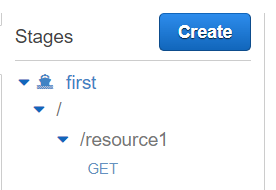 Stages
Create
first
/
/resource1
GET